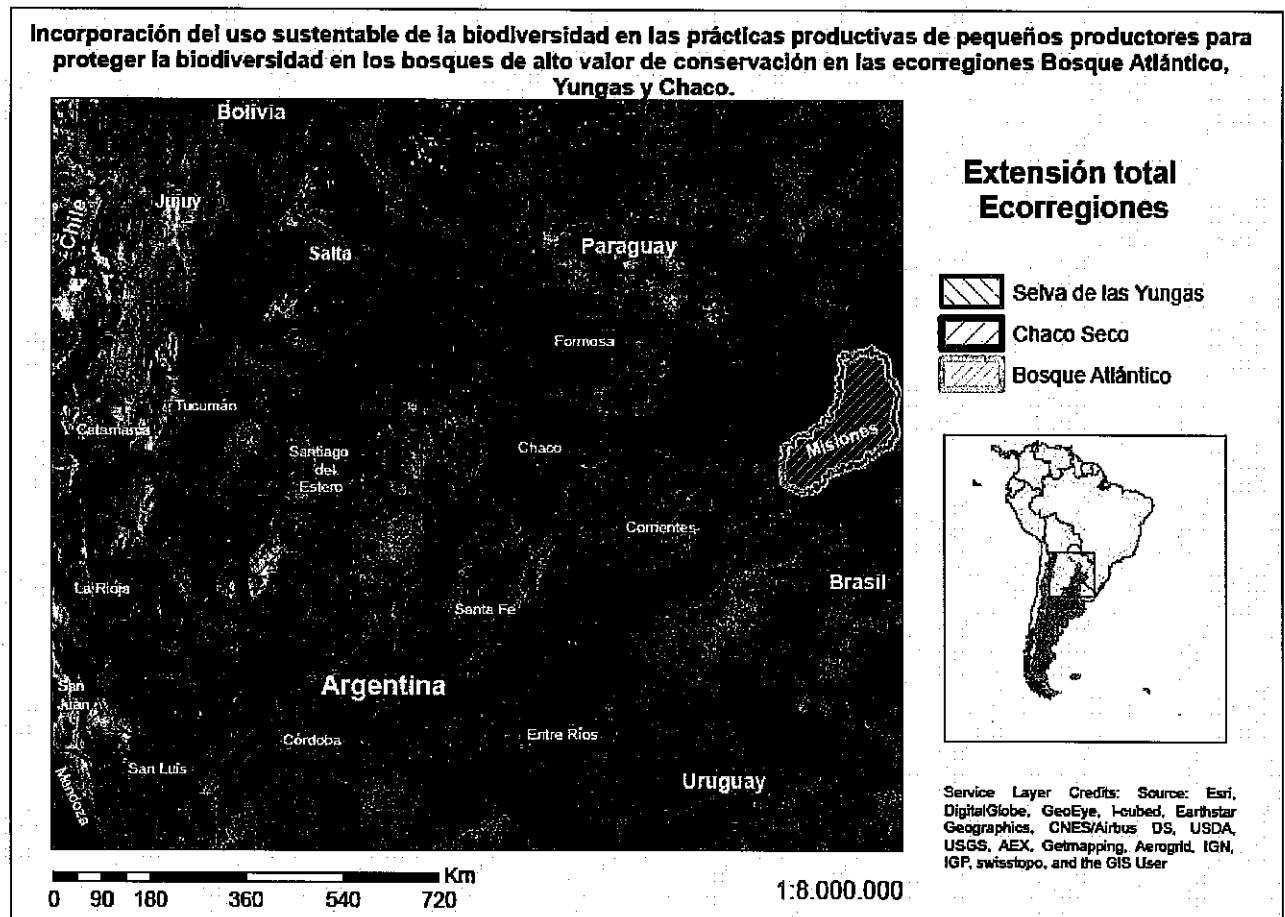 Incorporación del uso sustentable de la biodiversidad en las prácticas productivas de pequeños productores para
proteger la biodiversidad en los bosques de alto valor de conservación en las ecorregiones Bosque Atlántico,
Yungas y Chaco.
Bolivia
Chile
Jujuy
Salta
Paraguay
Formosa
Tucumán
Catamarca
Santiago
del
Estero
Chaco
Misiones
Corrientes
La Rioja
Santa Fe
Brasil
San
Juan
Argentina
Córdoba
Entre Ríos
San Luis
Mendoza
Uruguay
Extensión total
Ecorregiones
Selva de las Yungas
Chaco Seco
Bosque Atlántico
Service Layer Credits: Source: Esri,
DigitalGlobe, GeoEye, i-cubed, Earthstar
Geographics, CNES/Airbus DS, USDA,
USGS, AEX, Getmapping, Aerogrid, IGN,
IGP, swisstopo, and the GIS User
Km
0 90 180 360 540 720
1:8.000.000